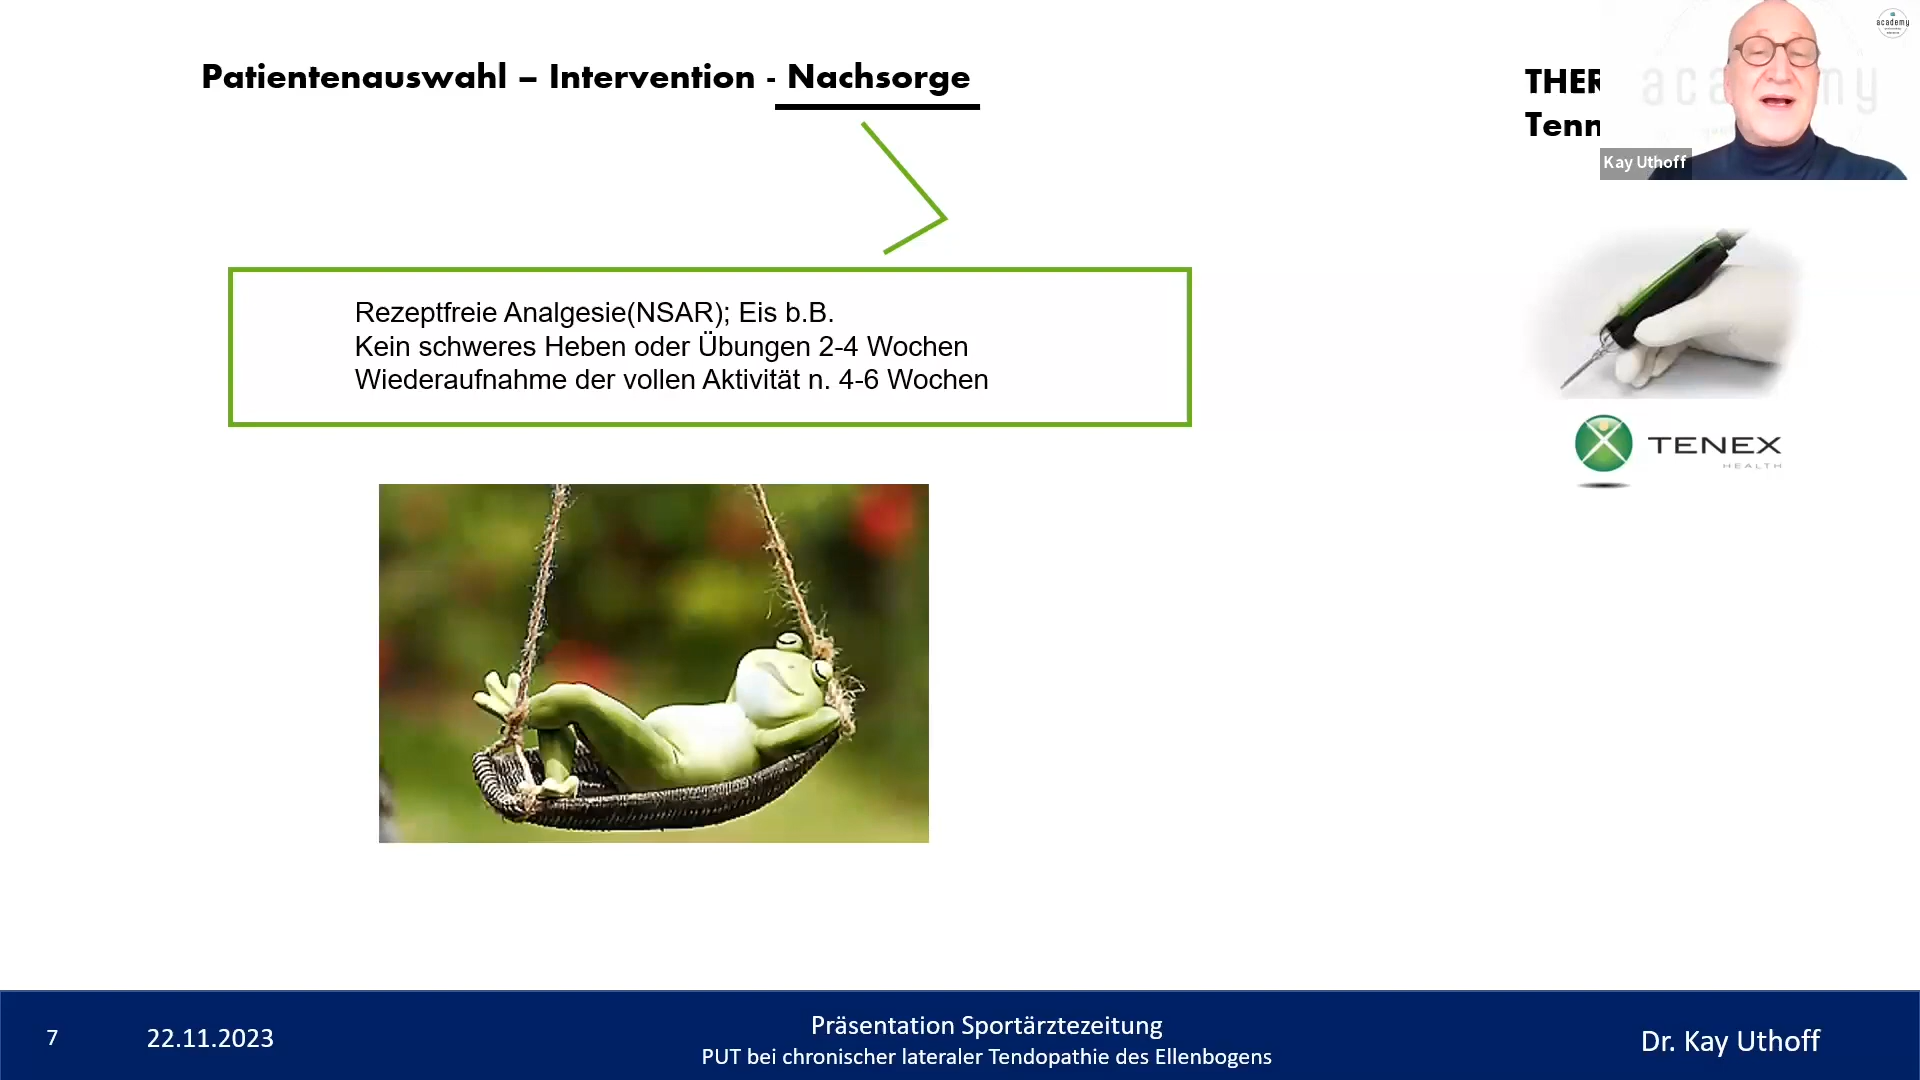 Patientenauswahl – Intervention - Nachsorge
THER
Tenn
academy
Kay Uthoff
academy
Rezeptfreie Analgesie(NSAR); Eis b.B.
Kein schweres Heben oder Übungen 2-4 Wochen
Wiederaufnahme der vollen Aktivität n. 4-6 Wochen
TENEX
HEALTH
7
22.11.2023
Präsentation Sportärztezeitung
PUT bei chronischer lateraler Tendopathie des Ellenbogens
Dr. Kay Uthoff